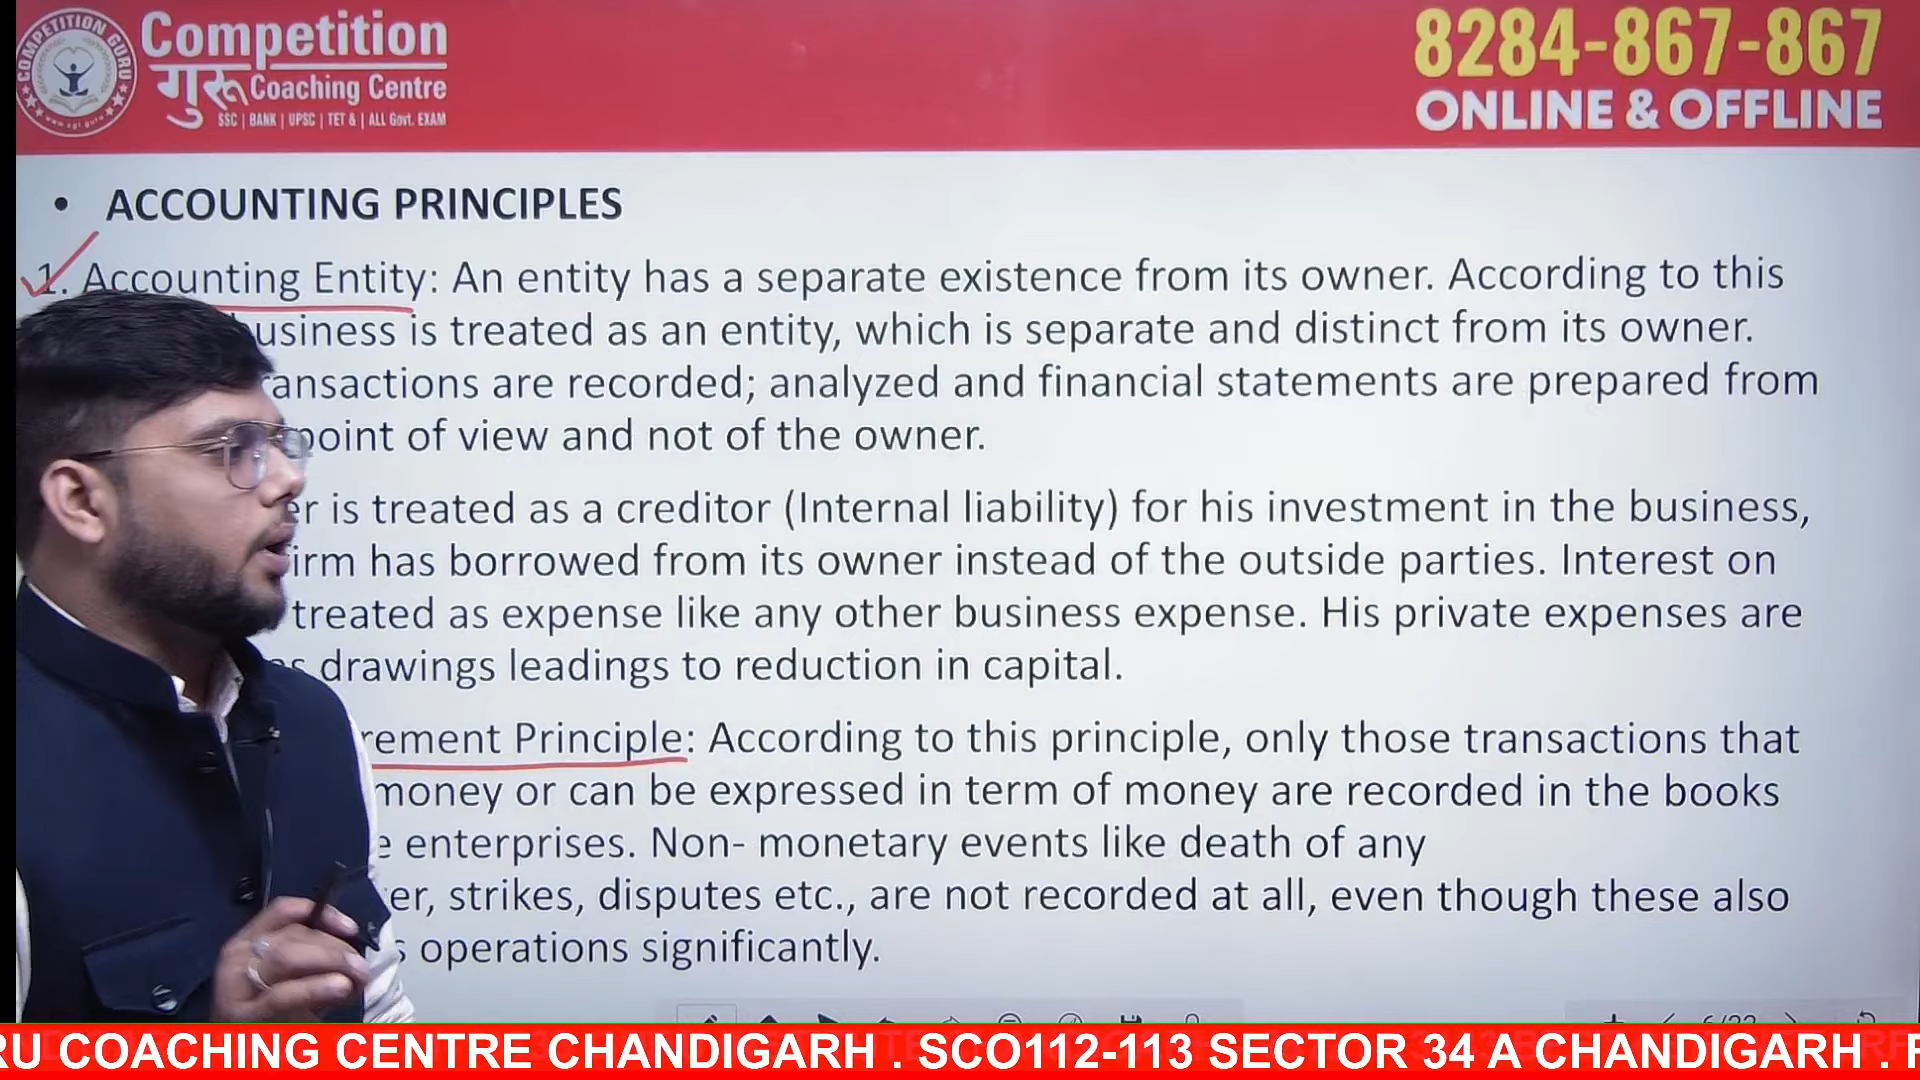 COMPETITION GURU
www.cgl.guru
Competition
गुरू Coaching Centre
SSC | BANK | UPSC | TET & | ALL Govt. EXAM
8284-867-867
ONLINE & OFFLINE
• ACCOUNTING PRINCIPLES
1. Accounting Entity: An entity has a separate existence from its owner. According to this
business is treated as an entity, which is separate and distinct from its owner.
ansactions are recorded; analyzed and financial statements are prepared from
point of view and not of the owner.
er is treated as a creditor (Internal liability) for his investment in the business,
irm has borrowed from its owner instead of the outside parties. Interest on
treated as expense like any other business expense. His private expenses are
as drawings leadings to reduction in capital.
rement Principle: According to this principle, only those transactions that
money or can be expressed in term of money are recorded in the books
e enterprises. Non- monetary events like death of any
er, strikes, disputes etc., are not recorded at all, even though these also
s operations significantly.
RU COACHING CENTRE CHANDIGARH . SCO112-113 SECTOR 34 A CHANDIGARH .